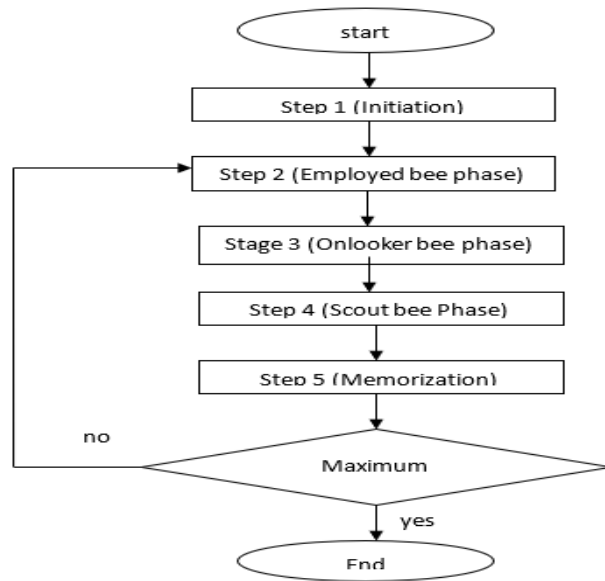 start
Step 1 (Initiation)
Step 2 (Employed bee phase)
Stage 3 (Onlooker bee phase)
Step 4 (Scout bee Phase)
Step 5 (Memorization)
no
Maximum
yes
End